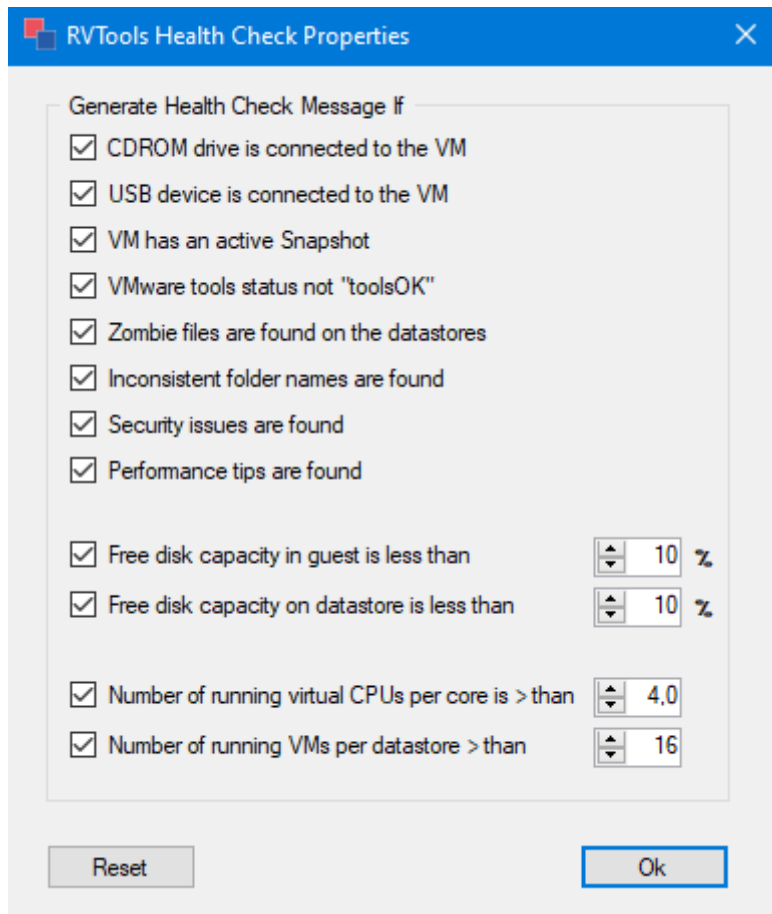 RVTools Health Check Properties
Generate Health Check Message If
CDROM drive is connected to the VM
USB device is connected to the VM
VM has an active Snapshot
VMware tools status not "toolsOK"
Zombie files are found on the datastores
Inconsistent folder names are found
Security issues are found
Performance tips are found
Free disk capacity in guest is less than 10 %
Free disk capacity on datastore is less than 10 %
Number of running virtual CPUs per core is > than 4,0
Number of running VMs per datastore > than 16
Reset Ok